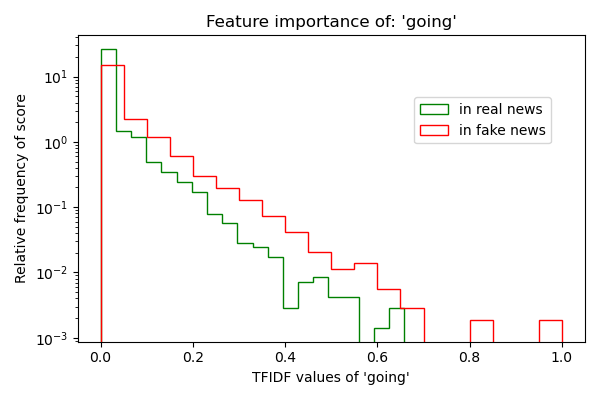 Feature importance of: 'going'
Relative frequency of score
10¹
10⁰
10⁻¹
10⁻²
10⁻³
in real news
in fake news
0.0 0.2 0.4 0.6 0.8 1.0
TFIDF values of 'going'